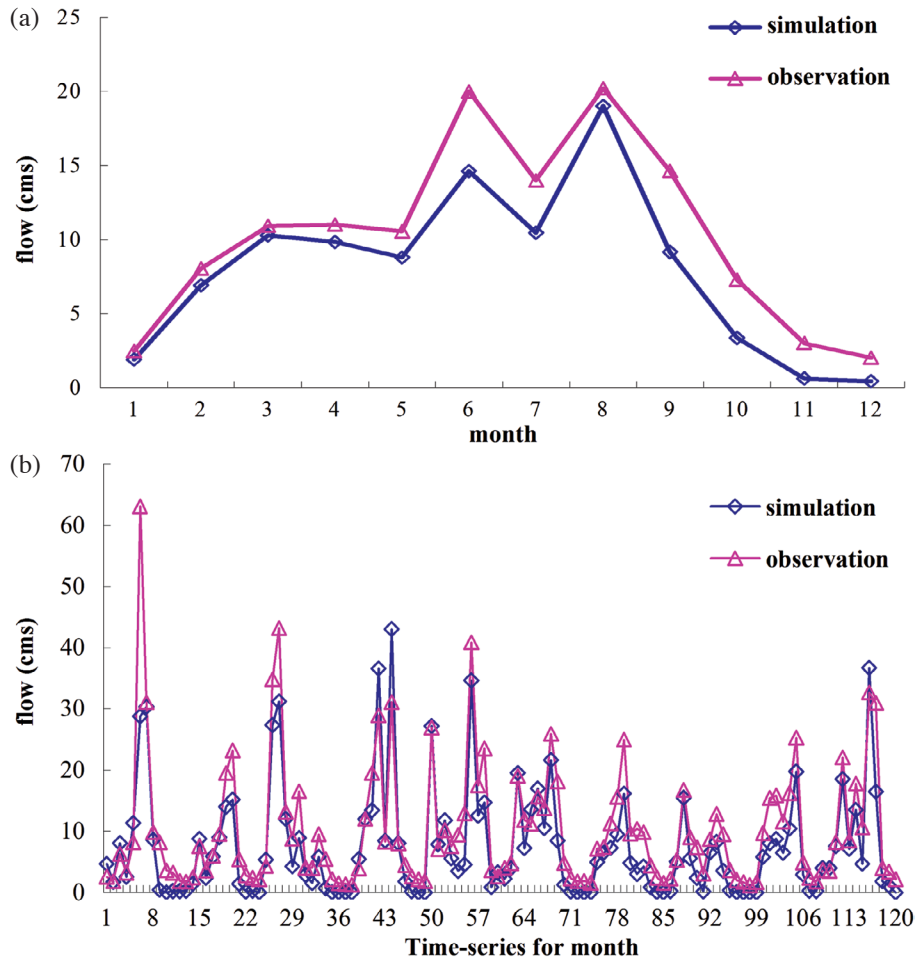 (a)
25
20
15
10
5
0
flow (cms)
simulation
observation
1 2 3 4 5 6 7 8 9 10 11 12
month
(b)
70
60
50
40
30
20
10
0
flow (cms)
simulation
observation
1 8 15 22 29 36 43 50 57 64 71 78 85 92 99 106 113 120
Time-series for month